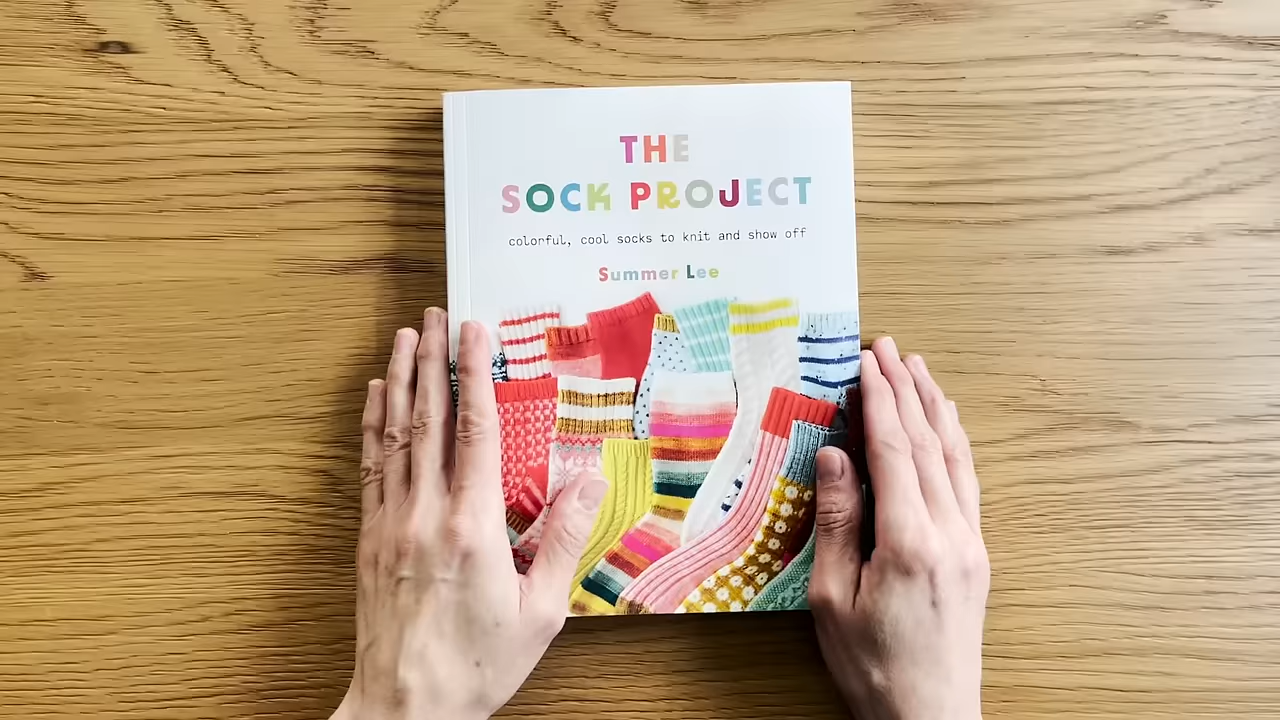 THE
SOCK PROJECT
colorful, cool socks to knit and show off
Summer Lee